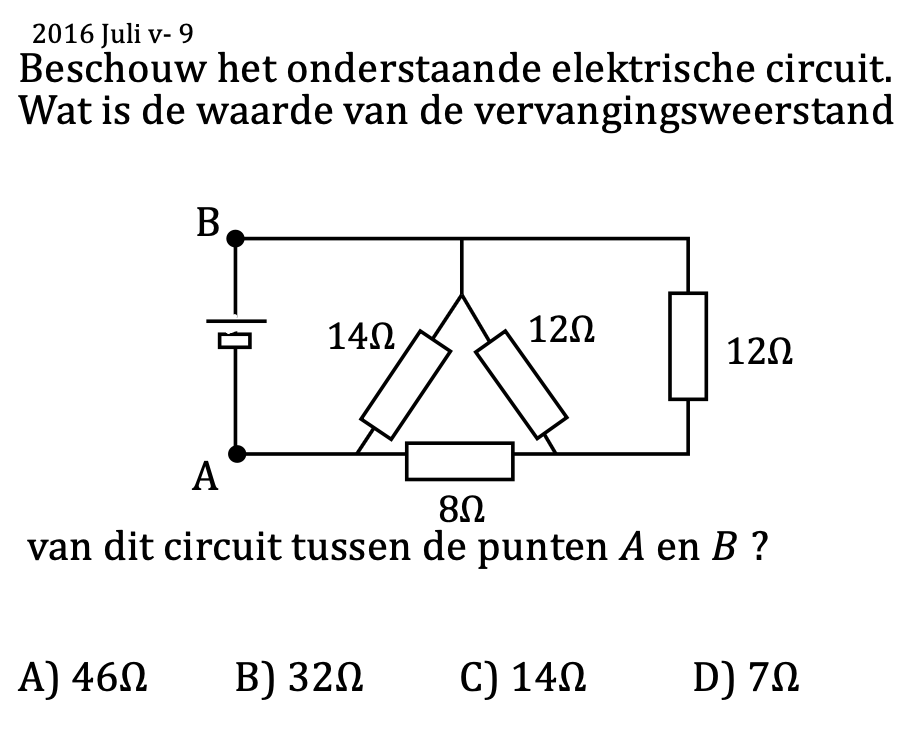 2016 Juli v- 9
Beschouw het onderstaande elektrische circuit.
Wat is de waarde van de vervangingsweerstand
B
14Ω
12Ω
12Ω
A
8Ω
van dit circuit tussen de punten A en B ?
A) 46Ω B) 32Ω C) 14Ω D) 7Ω